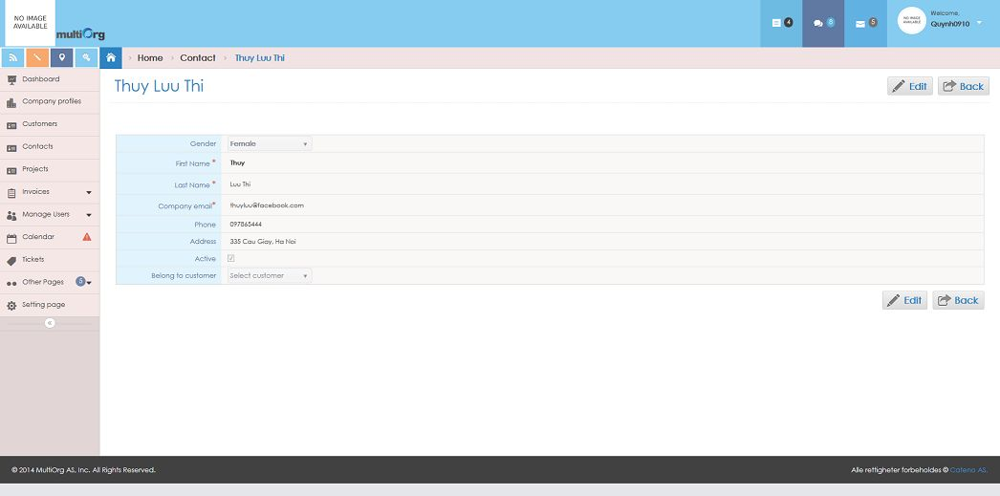 NO IMAGE
AVAILABLE
multiOrg
4
8
5
NO IMAGE
AVAILABLE
Welcome,
Quynh0910
Home › Contact › Thuy Luu Thi
Dashboard
Company profiles
Customers
Contacts
Projects
Invoices
Manage Users
Calendar
Tickets
Other Pages 5
Setting page
Thuy Luu Thi
Edit Back
Gender Female
First Name * Thuy
Last Name * Luu Thi
Company email* thuyluu@facebook.com
Phone 097865444
Address 335 Cau Giay, Ha Noi
Active
Belong to customer Select customer
Edit Back
© 2014 MultiOrg AS, Inc. All Rights Reserved.
Alle rettigheter forbeholdes © Catena AS.